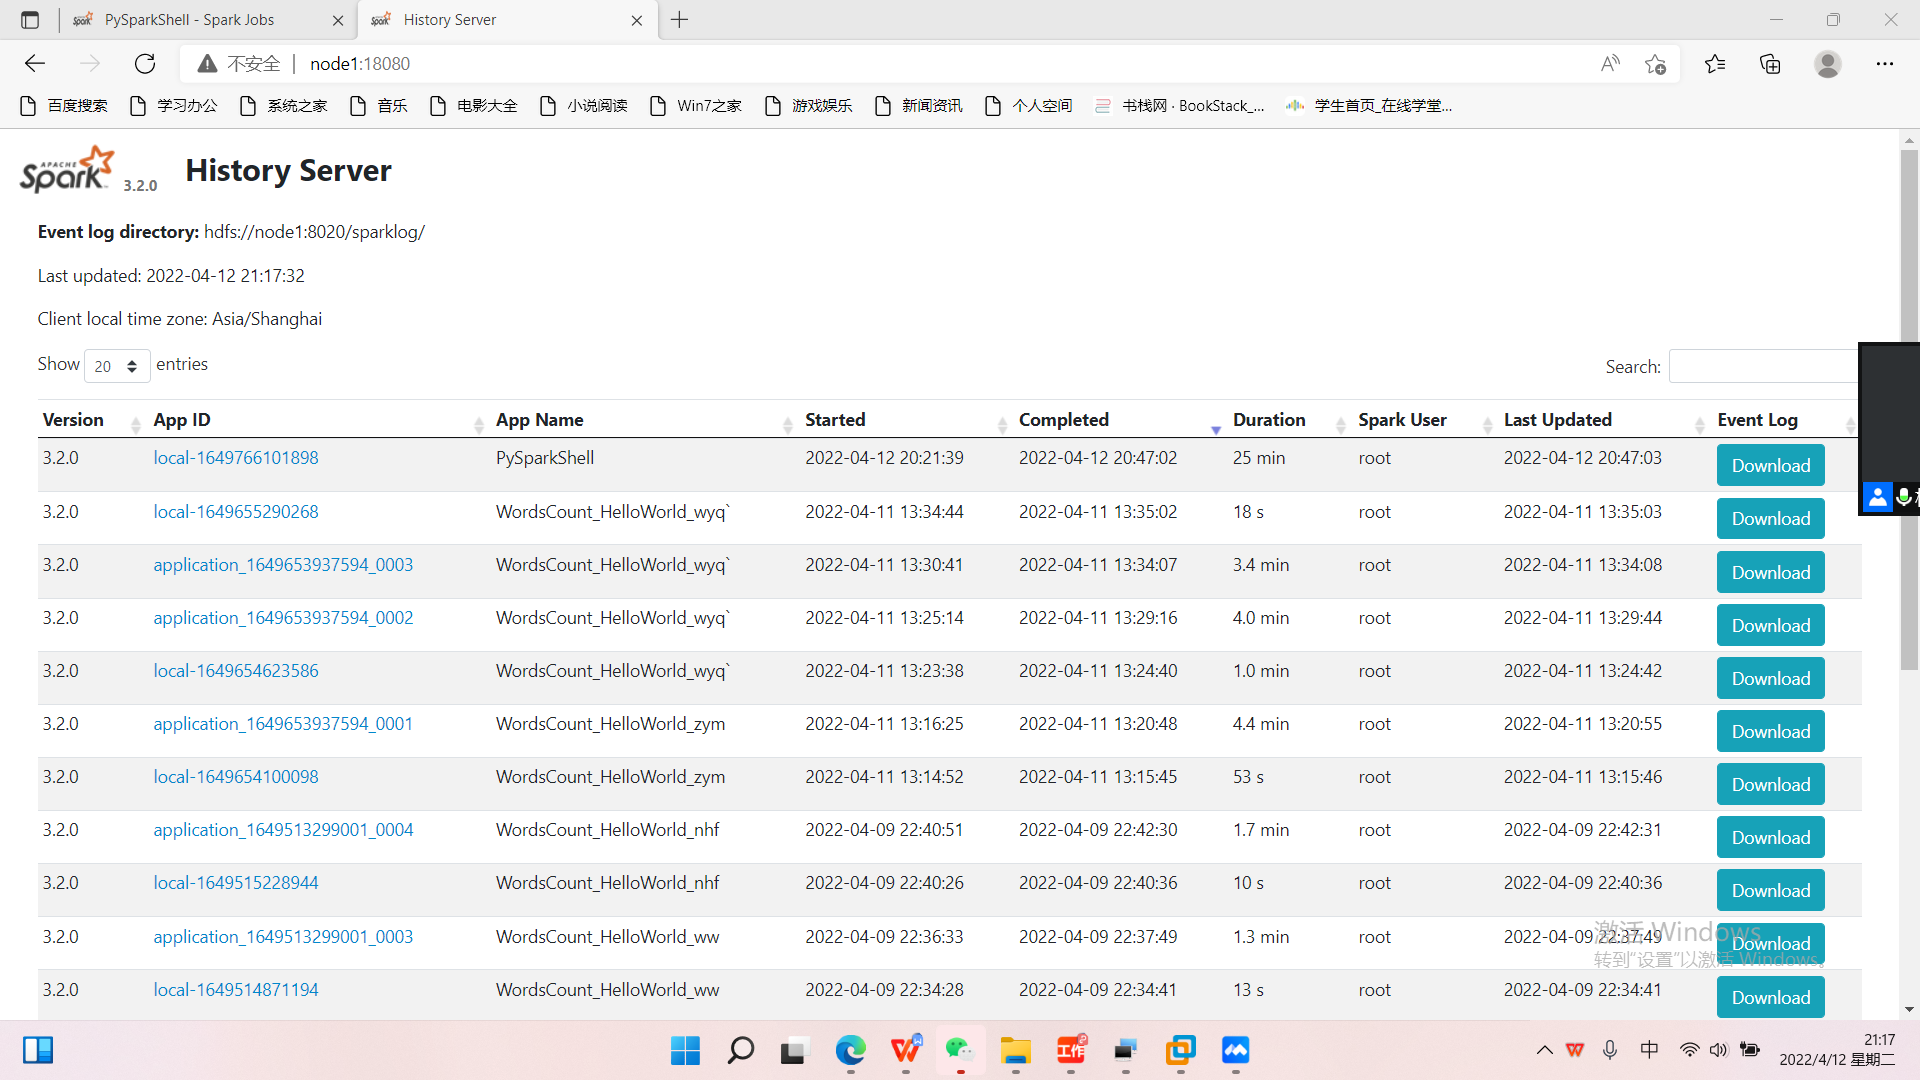 PySparkShell - Spark Jobs
History Server
不安全
node1:18080
百度搜索 学习办公 系统之家 音乐 电影大全 小说阅读 Win7之家 游戏娱乐 新闻资讯 个人空间 书栈网 · BookStack_... 学生首页_在线学堂...
APACHE Spark 3.2.0 History Server
Event log directory: hdfs://node1:8020/sparklog/
Last updated: 2022-04-12 21:17:32
Client local time zone: Asia/Shanghai
Show 20 entries Search:
Version App ID App Name Started Completed Duration Spark User Last Updated Event Log
3.2.0 local-1649766101898 PySparkShell 2022-04-12 20:21:39 2022-04-12 20:47:02 25 min root 2022-04-12 20:47:03 Download
3.2.0 local-1649655290268 WordsCount_HelloWorld_wyq` 2022-04-11 13:34:44 2022-04-11 13:35:02 18 s root 2022-04-11 13:35:03 Download
3.2.0 application_1649653937594_0003 WordsCount_HelloWorld_wyq` 2022-04-11 13:30:41 2022-04-11 13:34:07 3.4 min root 2022-04-11 13:34:08 Download
3.2.0 application_1649653937594_0002 WordsCount_HelloWorld_wyq` 2022-04-11 13:25:14 2022-04-11 13:29:16 4.0 min root 2022-04-11 13:29:44 Download
3.2.0 local-1649654623586 WordsCount_HelloWorld_wyq` 2022-04-11 13:23:38 2022-04-11 13:24:40 1.0 min root 2022-04-11 13:24:42 Download
3.2.0 application_1649653937594_0001 WordsCount_HelloWorld_zym 2022-04-11 13:16:25 2022-04-11 13:20:48 4.4 min root 2022-04-11 13:20:55 Download
3.2.0 local-1649654100098 WordsCount_HelloWorld_zym 2022-04-11 13:14:52 2022-04-11 13:15:45 53 s root 2022-04-11 13:15:46 Download
3.2.0 application_1649513299001_0004 WordsCount_HelloWorld_nhf 2022-04-09 22:40:51 2022-04-09 22:42:30 1.7 min root 2022-04-09 22:42:31 Download
3.2.0 local-1649515228944 WordsCount_HelloWorld_nhf 2022-04-09 22:40:26 2022-04-09 22:40:36 10 s root 2022-04-09 22:40:36 Download
3.2.0 application_1649513299001_0003 WordsCount_HelloWorld_ww 2022-04-09 22:36:33 2022-04-09 22:37:49 1.3 min root 2022-04-09 22:37:49 Download
激活 Windows
转到"设置"以激活 Windows。
3.2.0 local-1649514871194 WordsCount_HelloWorld_ww 2022-04-09 22:34:28 2022-04-09 22:34:41 13 s root 2022-04-09 22:34:41 Download
工作
中
21:17
2022/4/12 星期二